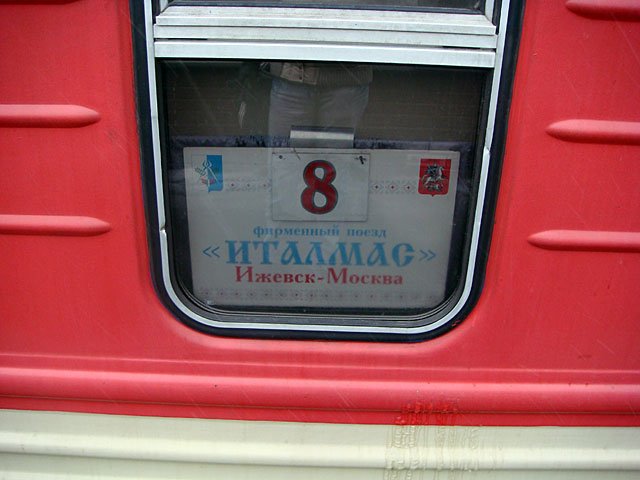 8
фирменный поезд
«ИТАЛМАС»
Ижевск-Москва